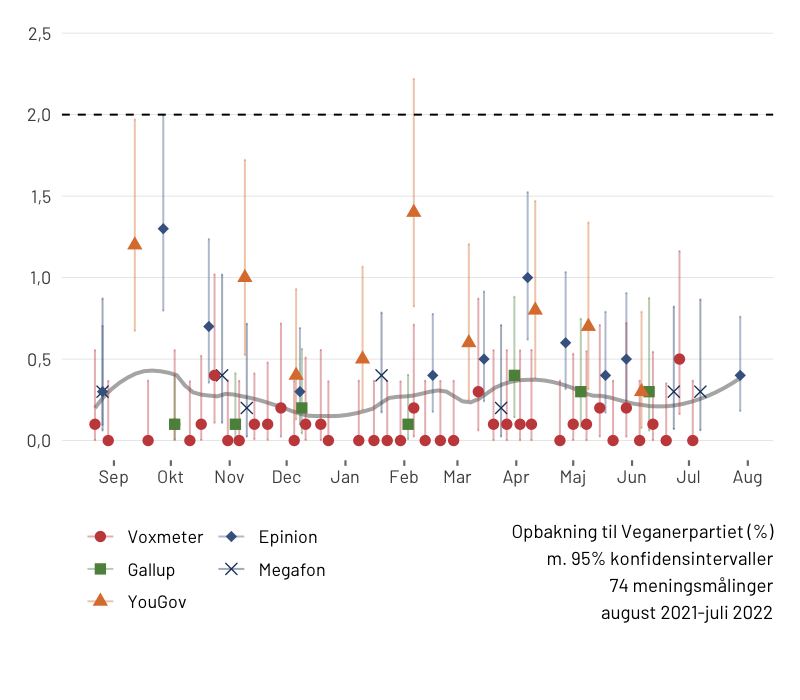 2,5
2,0
1,5
1,0
0,5
0,0
Sep Okt Nov Dec Jan Feb Mar Apr Maj Jun Jul Aug
Voxmeter Epinion
Gallup Megafon
YouGov
Opbakning til Veganerpartiet (%)
m. 95% konfidensintervaller
74 meningsmålinger
august 2021-juli 2022